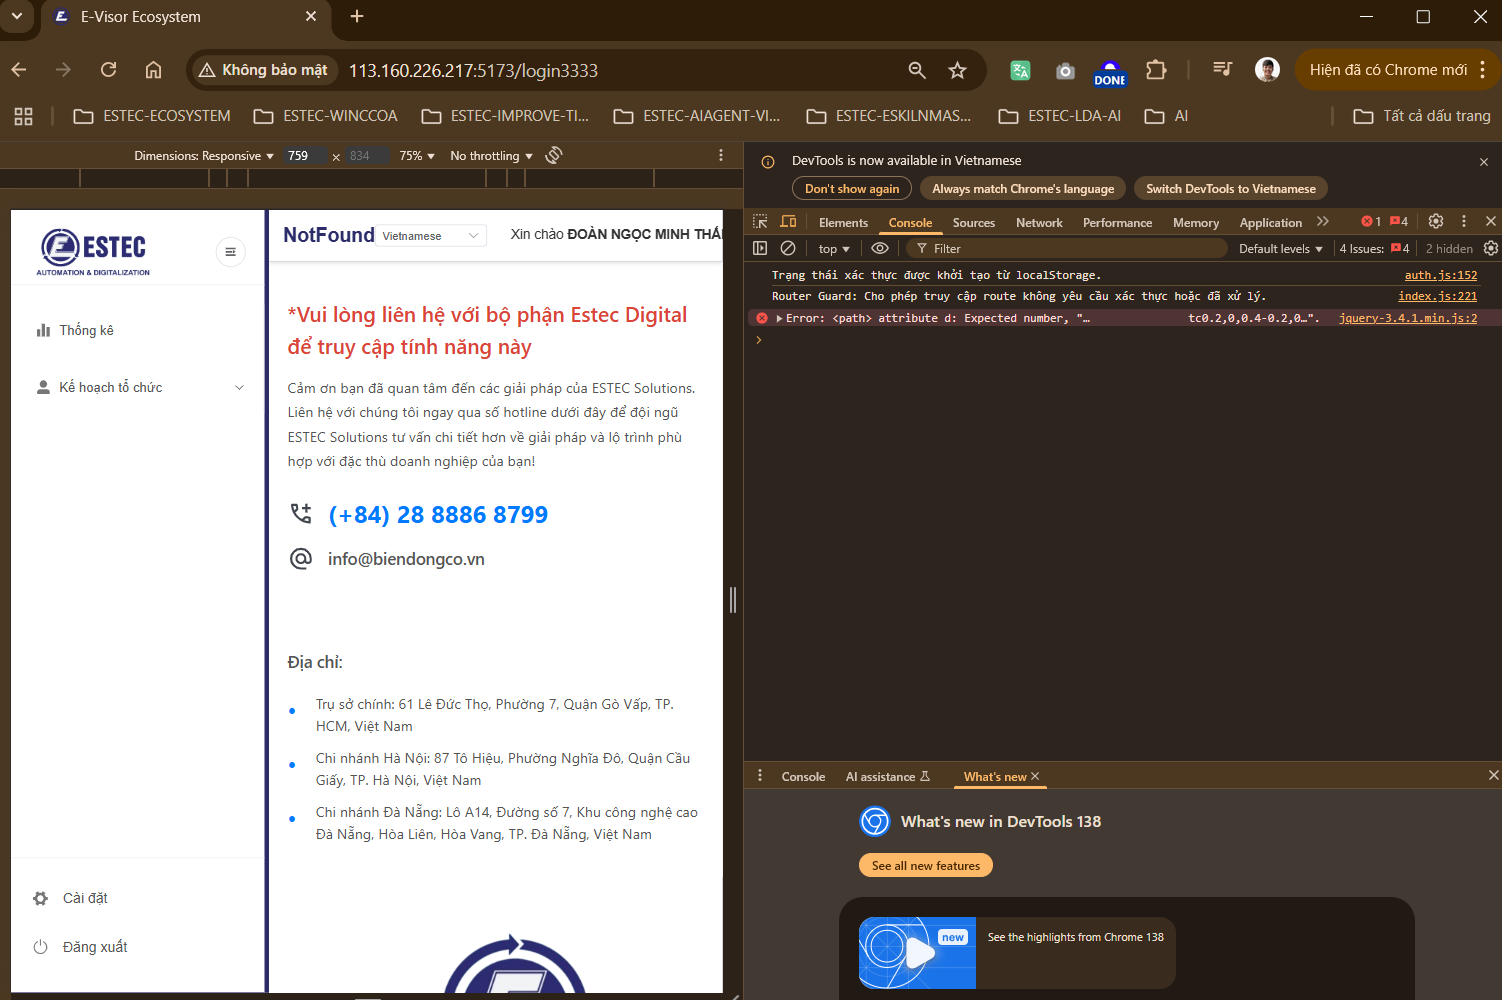 E-Visor Ecosystem
Không bảo mật
113.160.226.217:5173/login3333
DONE
Hiện đã có Chrome mới
ESTEC-ECOSYSTEM
ESTEC-WINCCOA
ESTEC-IMPROVE-TI...
ESTEC-AIAGENT-VI...
ESTEC-ESKILNMAS...
ESTEC-LDA-AI
AI
Tất cả dấu trang
Dimensions: Responsive
759 × 834
75%
No throttling
ESTEC
AUTOMATION & DIGITALIZATION
Thống kê
Kế hoạch tổ chức
Cài đặt
Đăng xuất
NotFound
Vietnamese
Xin chào ĐOÀN NGỌC MINH THÁ
*Vui lòng liên hệ với bộ phận Estec Digital
để truy cập tính năng này
Cảm ơn bạn đã quan tâm đến các giải pháp của ESTEC Solutions.
Liên hệ với chúng tôi ngay qua số hotline dưới đây để đội ngũ
ESTEC Solutions tư vấn chi tiết hơn về giải pháp và lộ trình phù
hợp với đặc thù doanh nghiệp của bạn!
(+84) 28 8886 8799
info@biendongco.vn
Địa chỉ:
Trụ sở chính: 61 Lê Đức Thọ, Phường 7, Quận Gò Vấp, TP.
HCM, Việt Nam
Chi nhánh Hà Nội: 87 Tô Hiệu, Phường Nghĩa Đô, Quận Cầu
Giấy, TP. Hà Nội, Việt Nam
Chi nhánh Đà Nẵng: Lô A14, Đường số 7, Khu công nghệ cao
Đà Nẵng, Hòa Liên, Hòa Vang, TP. Đà Nẵng, Việt Nam
DevTools is now available in Vietnamese
Don't show again
Always match Chrome's language
Switch DevTools to Vietnamese
Elements
Console
Sources
Network
Performance
Memory
Application
1
4
top
Filter
Default levels
4 Issues: 4
2 hidden
Trạng thái xác thực được khởi tạo từ localStorage.
auth.js:152
Router Guard: Cho phép truy cập route không yêu cầu xác thực hoặc đã xử lý.
index.js:221
Error: <path> attribute d: Expected number, "… tc0.2,0,0.4-0.2,0…".
jquery-3.4.1.min.js:2
Console
AI assistance
What's new
What's new in DevTools 138
See all new features
new
See the highlights from Chrome 138